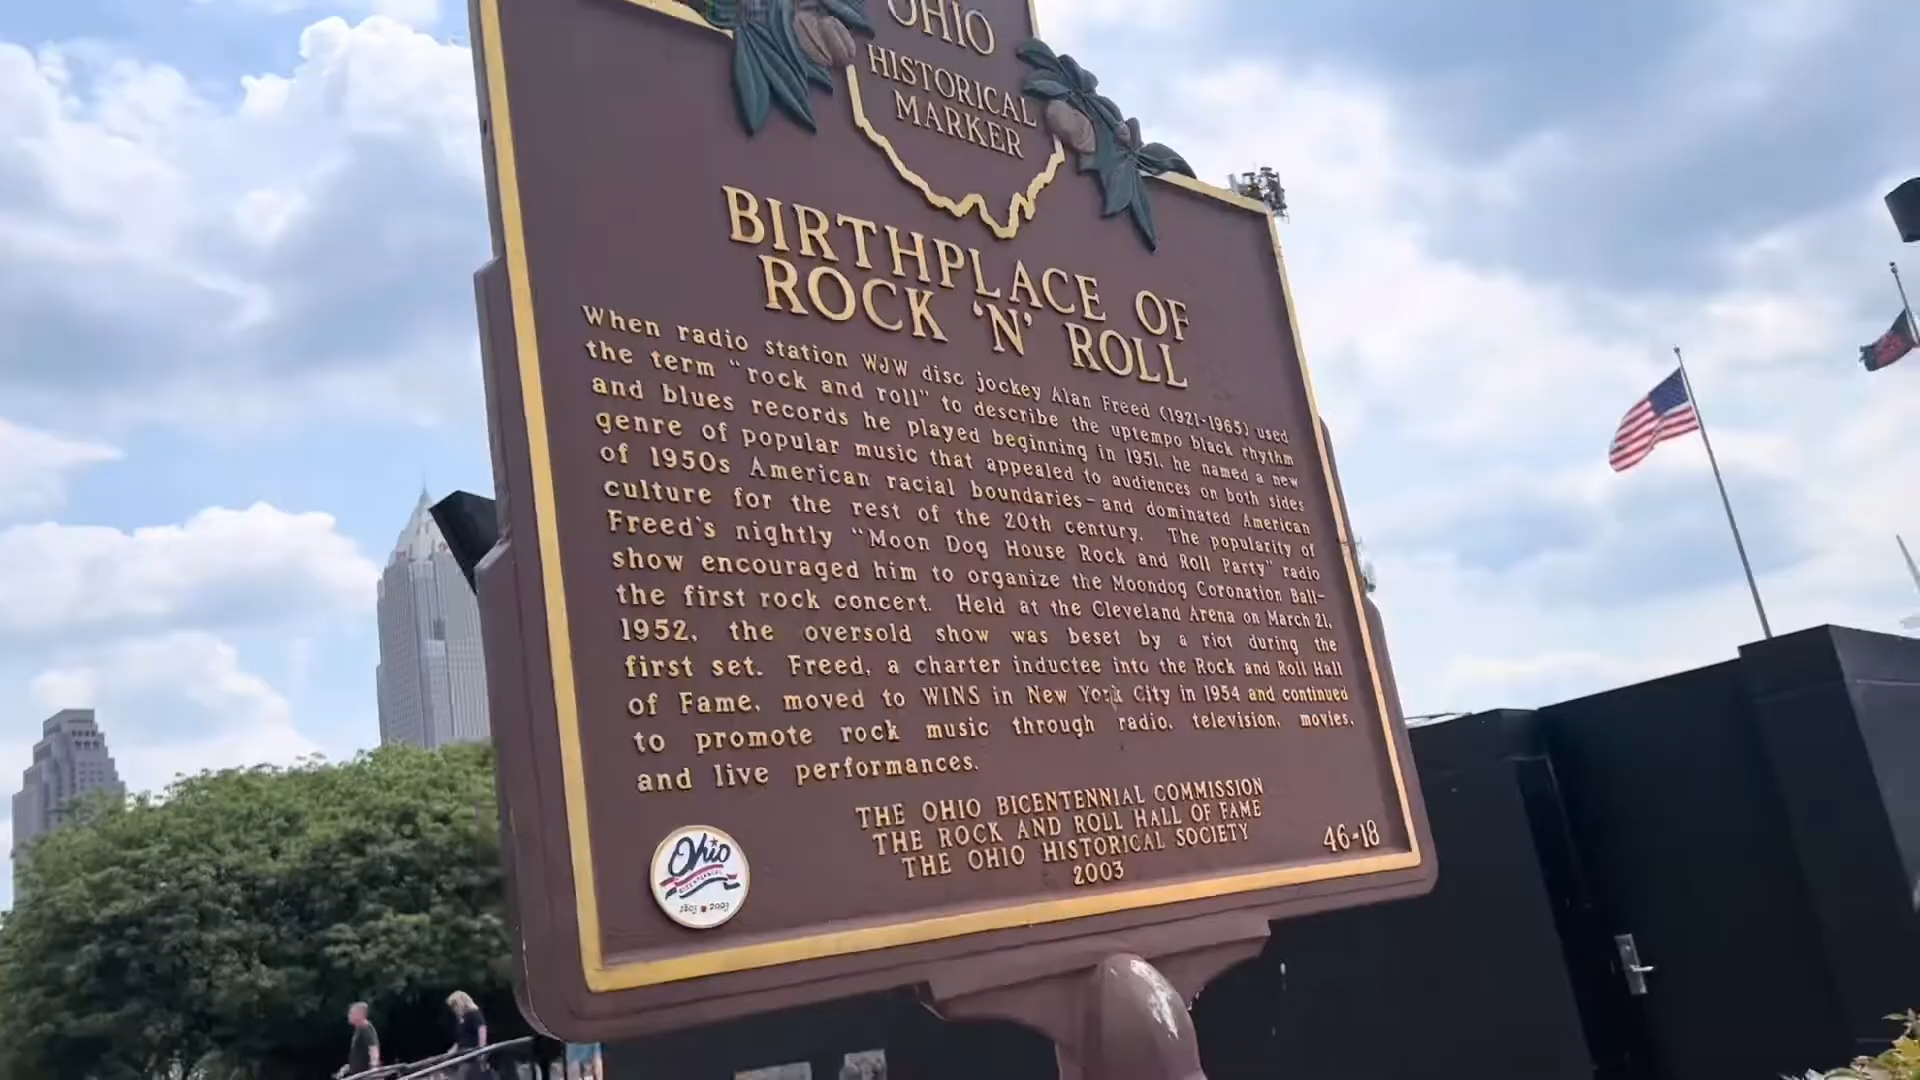 OHIO
HISTORICAL
MARKER
BIRTHPLACE OF
ROCK 'N' ROLL
When radio station WJW disc jockey Alan Freed (1921-1965) used
the term "rock and roll" to describe the uptempo black rhythm
and blues records he played beginning in 1951, he named a new
genre of popular music that appealed to audiences on both sides
of 1950s American racial boundaries-and dominated American
culture for the rest of the 20th century. The popularity of
Freed's nightly "Moon Dog House Rock and Roll Party" radio
show encouraged him to organize the Moondog Coronation Ball-
the first rock concert. Held at the Cleveland Arena on March 21,
1952, the oversold show was beset by a riot during the
first set. Freed, a charter inductee into the Rock and Roll Hall
of Fame, moved to WINS in New York City in 1954 and continued
to promote rock music through radio, television, movies,
and live performances.
THE OHIO BICENTENNIAL COMMISSION
THE ROCK AND ROLL HALL OF FAME
THE OHIO HISTORICAL SOCIETY
2003
46-18
Ohio
BICENTENNIAL
1803 2003